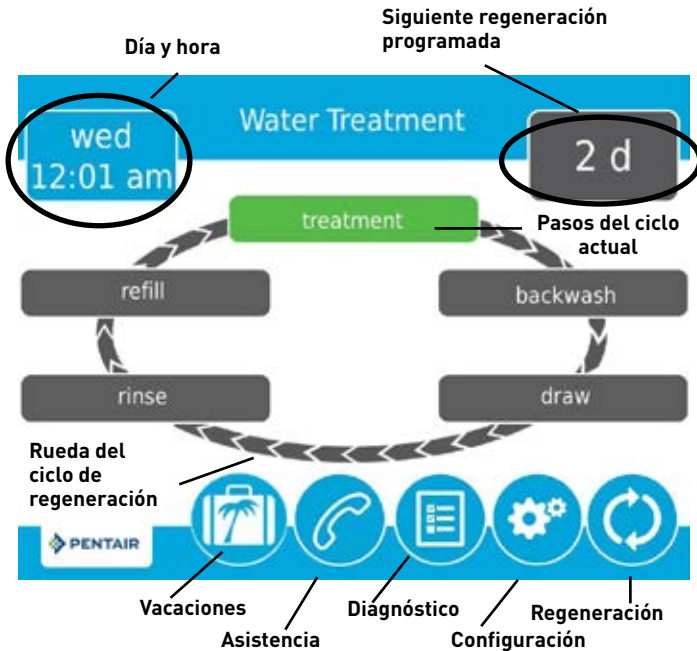 Siguiente regeneración
programada
Día y hora
wed
12:01 am
Water Treatment
2 d
treatment
Pasos del ciclo
actual
refill
backwash
rinse
draw
Rueda del
ciclo de
regeneración
PENTAIR
Vacaciones
Asistencia
Diagnóstico
Configuración
Regeneración